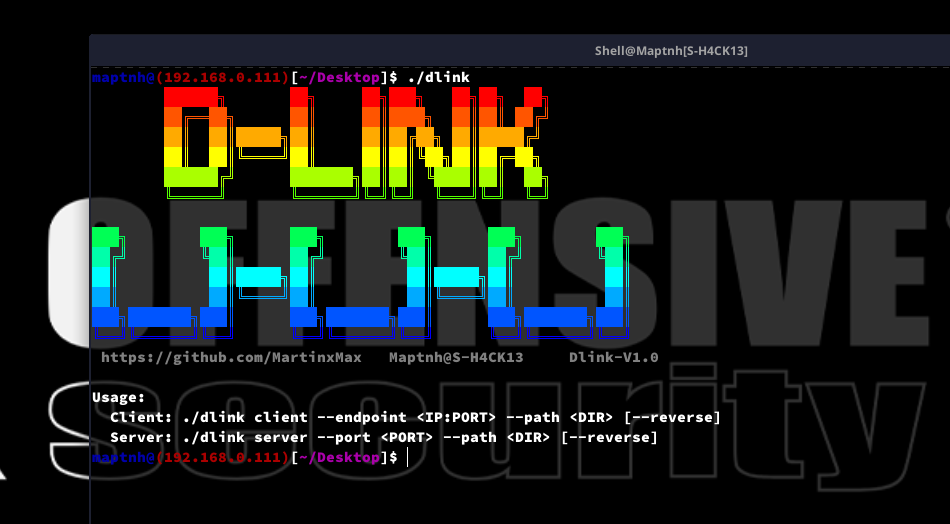 Shell@Maptnh[S-H4CK13]
maptnh@(192.168.0.111)[~/Desktop]$ ./dlink
D-LINK
https://github.com/MartinxMax Maptnh@S-H4CK13 Dlink-V1.0
Usage:
Client: ./dlink client --endpoint <IP:PORT> --path <DIR> [--reverse]
Server: ./dlink server --port <PORT> --path <DIR> [--reverse]
maptnh@(192.168.0.111)[~/Desktop]$
OFFENSIVE
security